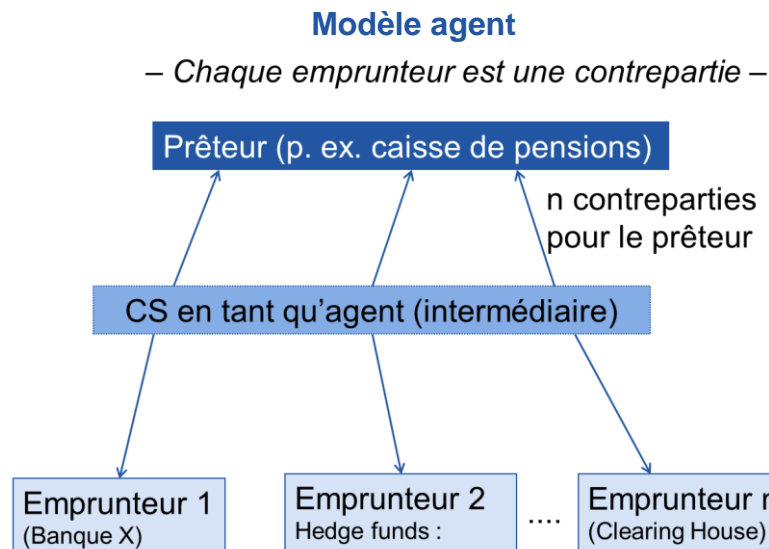 Modèle agent
– Chaque emprunteur est une contrepartie –
Prêteur (p. ex. caisse de pensions)
n contreparties
pour le prêteur
CS en tant qu’agent (intermédiaire)
Emprunteur 1
(Banque X)
Emprunteur 2
Hedge funds :
....
Emprunteur n
(Clearing House)